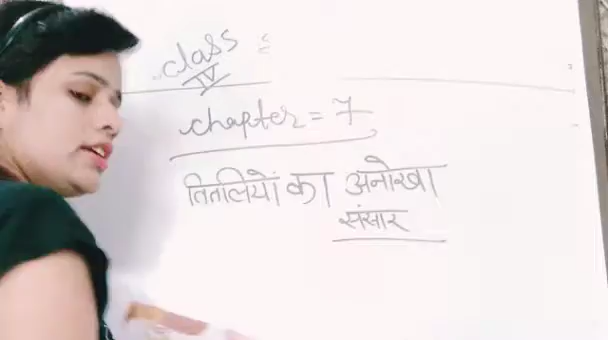 class =
IV
chapter = 7
तितलियों का अनोखा
संसार